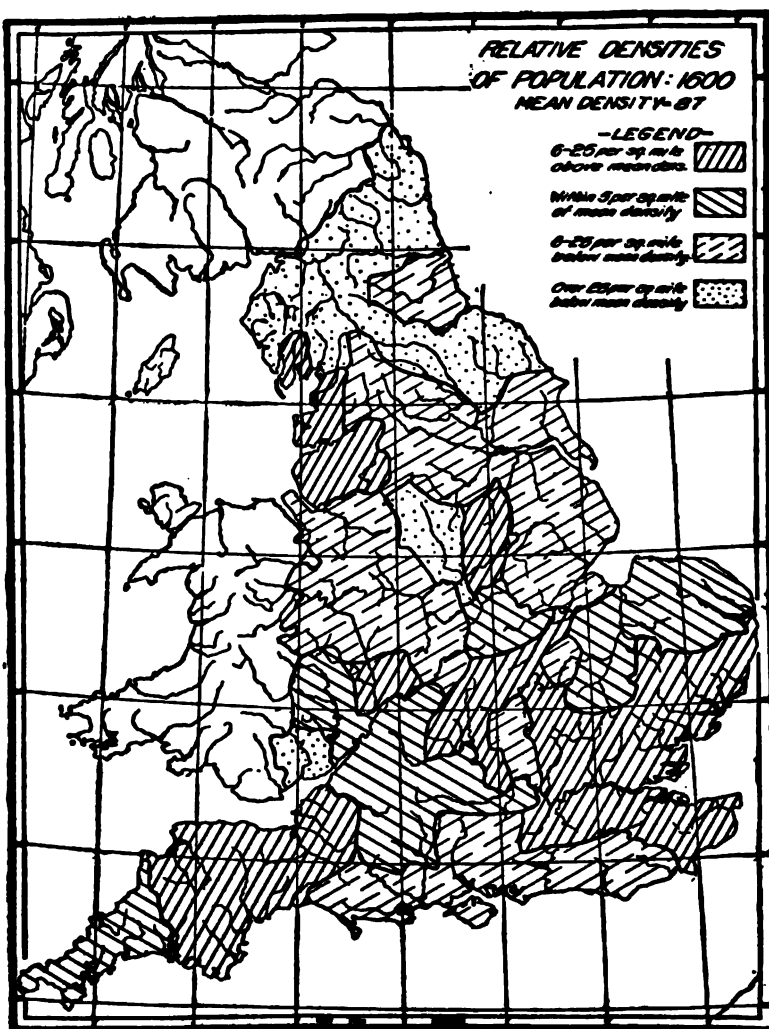 RELATIVE DENSITIES
OF POPULATION: 1600
MEAN DENSITY=87
-LEGEND-
6-25 per sq. mile
above mean dens.
Within 5 per sq. mile
of mean density
6-25 per sq. mile
below mean density
Over 25 per sq. mile
below mean density